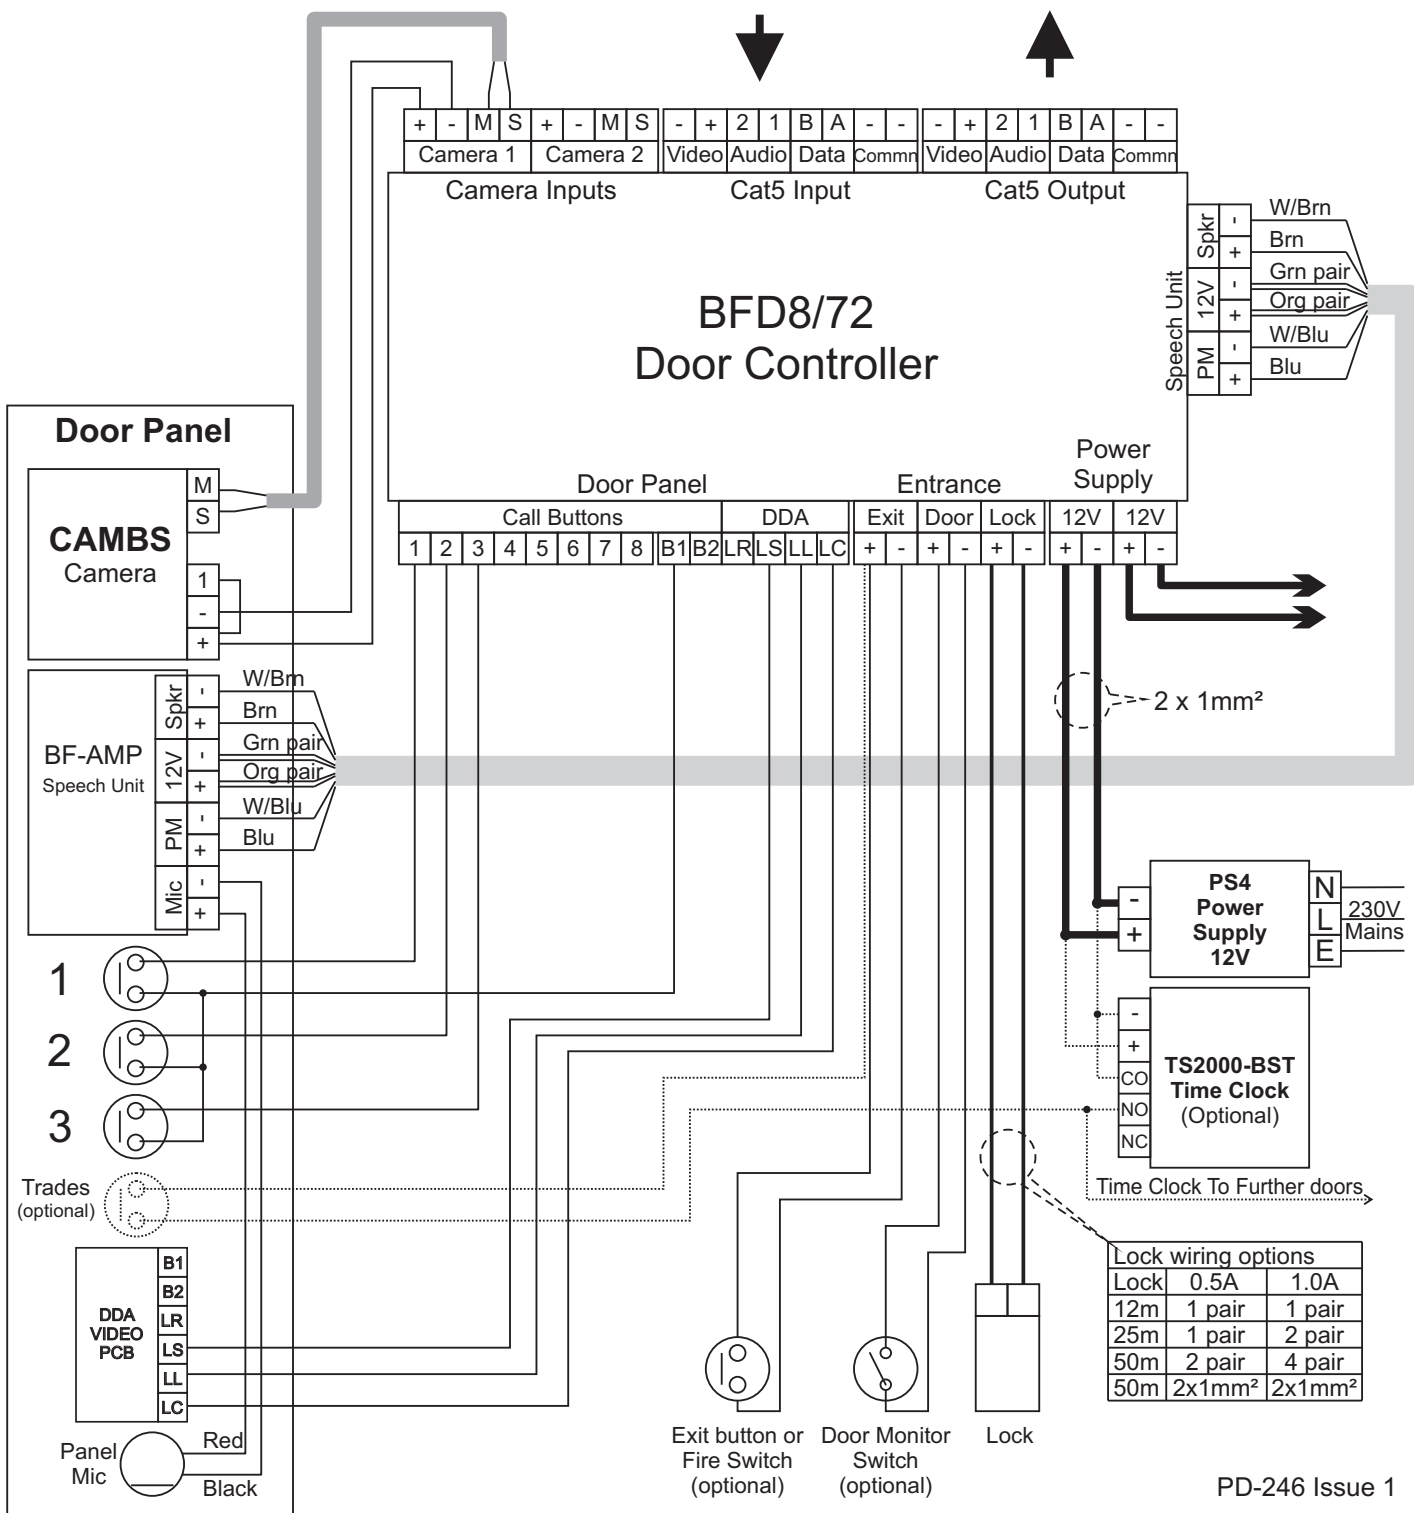 + - M S + - M S - + 2 1 B A - - - + 2 1 B A - -
Camera 1 Camera 2 Video Audio Data Commn Video Audio Data Commn
Camera Inputs Cat5 Input Cat5 Output
BFD8/72
Door Controller
Speech Unit
Spkr - W/Brn
+ Brn
12V - Grn pair
+ Org pair
PM - W/Blu
+ Blu
Power
Supply
Door Panel Entrance
Call Buttons DDA Exit Door Lock 12V 12V
1 2 3 4 5 6 7 8 B1 B2 LR LS LL LC + - + - + - + - + -
2 x 1mm²
Door Panel
CAMBS
Camera
M
S
1
-
+
BF-AMP
Speech Unit
Spkr - W/Brn
+ Brn
12V - Grn pair
+ Org pair
PM - W/Blu
+ Blu
Mic -
+
1
2
3
Trades
(optional)
DDA
VIDEO
PCB
B1
B2
LR
LS
LL
LC
Panel
Mic
Red
Black
PS4
Power
Supply
12V
-
+
N
L
E
230V
Mains
-
+
CO
NO
NC
TS2000-BST
Time Clock
(Optional)
Time Clock To Further doors
Lock wiring options
Lock 0.5A 1.0A
12m 1 pair 1 pair
25m 1 pair 2 pair
50m 2 pair 4 pair
50m 2x1mm² 2x1mm²
Exit button or
Fire Switch
(optional)
Door Monitor
Switch
(optional)
Lock
PD-246 Issue 1